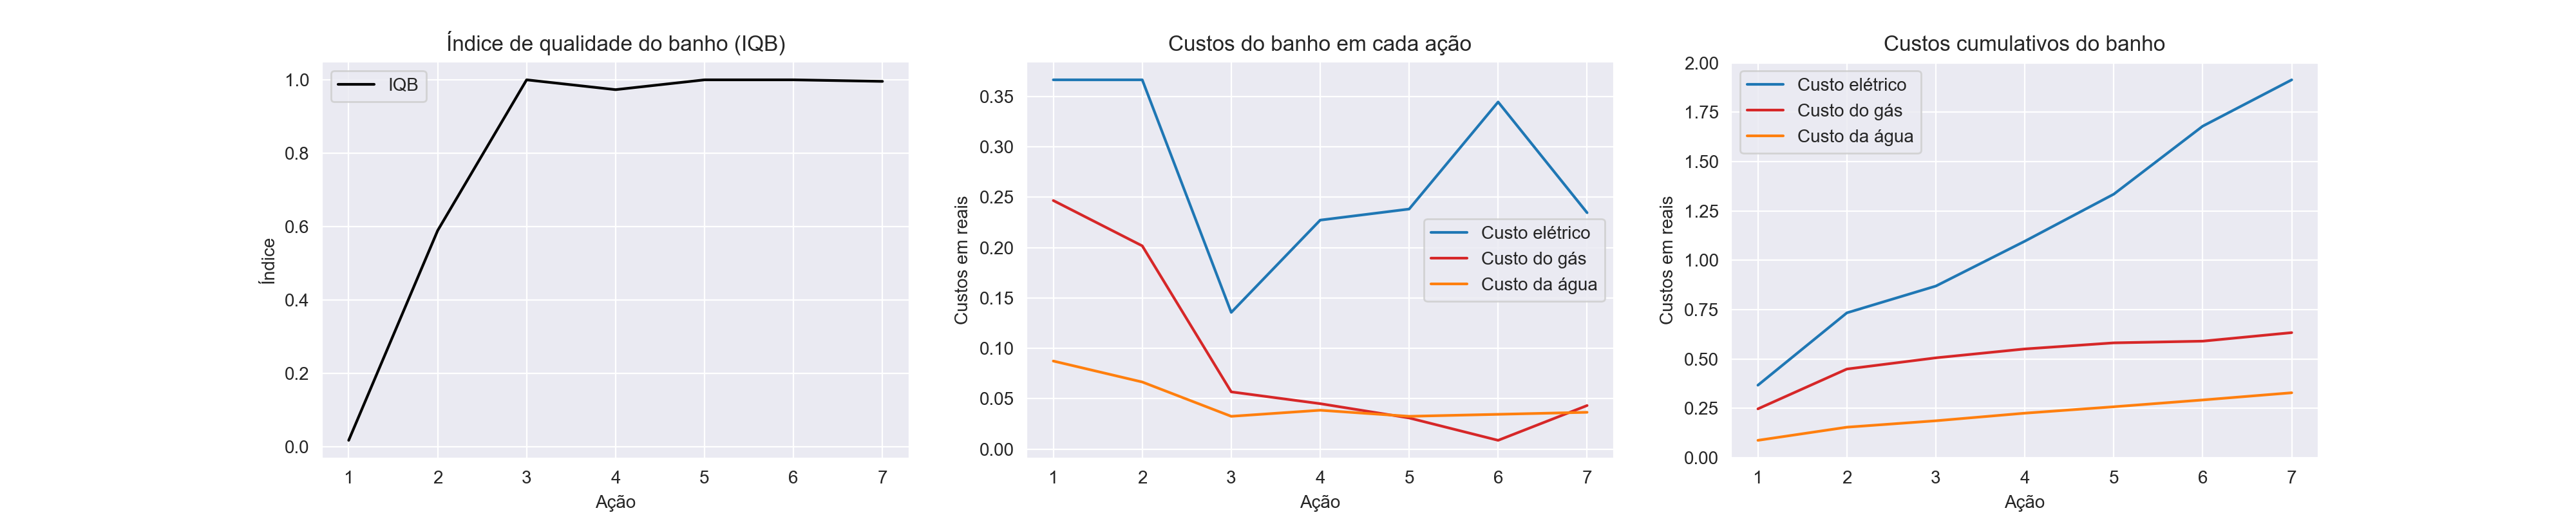 Índice de qualidade do banho (IQB)
IQB
1.0
0.8
0.6
0.4
0.2
0.0
Índice
1 2 3 4 5 6 7
Ação
Custos do banho em cada ação
0.35
0.30
0.25
0.20
0.15
0.10
0.05
0.00
Custos em reais
Custo elétrico
Custo do gás
Custo da água
1 2 3 4 5 6 7
Ação
Custos cumulativos do banho
2.00
1.75
1.50
1.25
1.00
0.75
0.50
0.25
0.00
Custos em reais
Custo elétrico
Custo do gás
Custo da água
1 2 3 4 5 6 7
Ação